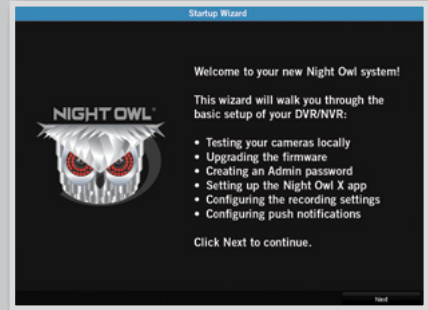 Startup Wizard
NIGHT OWL®
Welcome to your new Night Owl system!
This wizard will walk you through the
basic setup of your DVR/NVR:
• Testing your cameras locally
• Upgrading the firmware
• Creating an Admin password
• Setting up the Night Owl X app
• Configuring the recording settings
• Configuring push notifications
Click Next to continue.
Next